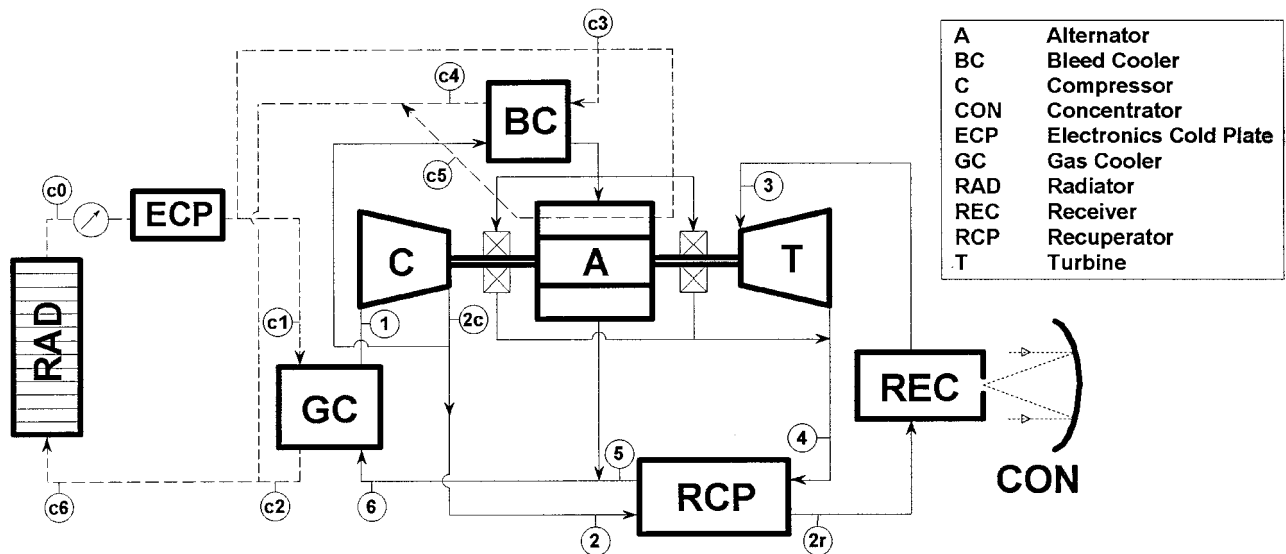 c3
A Alternator
BC Bleed Cooler
C Compressor
CON Concentrator
ECP Electronics Cold Plate
GC Gas Cooler
RAD Radiator
REC Receiver
RCP Recuperator
T Turbine
c4
BC
c5
c0
ECP
3
C
A
T
RAD
c1
1
2c
GC
REC
4
5
CON
c6
c2
6
RCP
2
2r